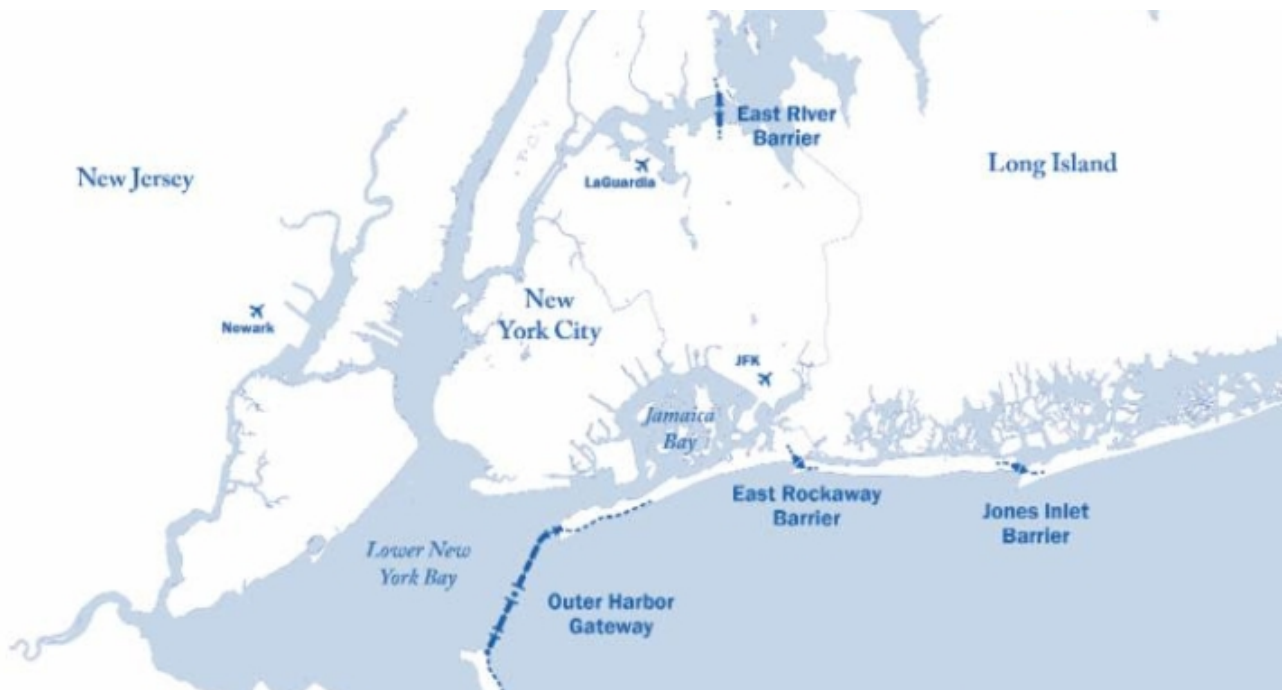 East River
Barrier
New Jersey
Long Island
LaGuardia
Newark
New
York City
JFK
Jamaica
Bay
East Rockaway
Barrier
Jones Inlet
Barrier
Lower New
York Bay
Outer Harbor
Gateway